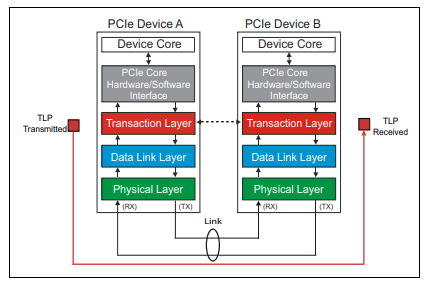 PCIe Device A
PCIe Device B
Device Core
Device Core
PCIe Core
Hardware/Software
Interface
PCIe Core
Hardware/Software
Interface
TLP
Transmitted
Transaction Layer
Transaction Layer
TLP
Received
Data Link Layer
Data Link Layer
Physical Layer
Physical Layer
(RX)
(TX)
(RX)
(TX)
Link